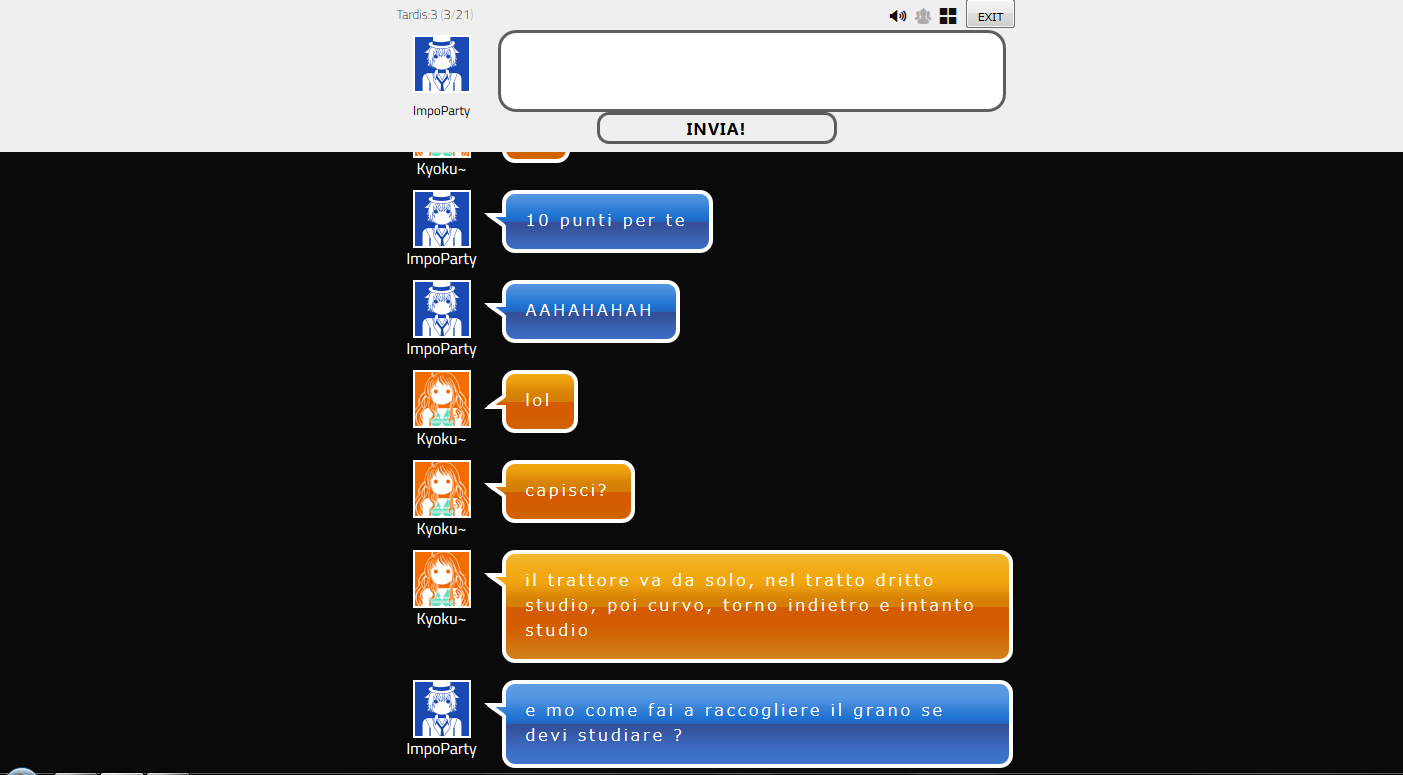 Tardis:3 (3/21)
EXIT
ImpoParty
INVIA!
Kyoku~
10 punti per te
ImpoParty
AAHAHAHAH
ImpoParty
lol
Kyoku~
capisci?
Kyoku~
il trattore va da solo, nel tratto dritto
studio, poi curvo, torno indietro e intanto
studio
Kyoku~
e mo come fai a raccogliere il grano se
devi studiare ?
ImpoParty